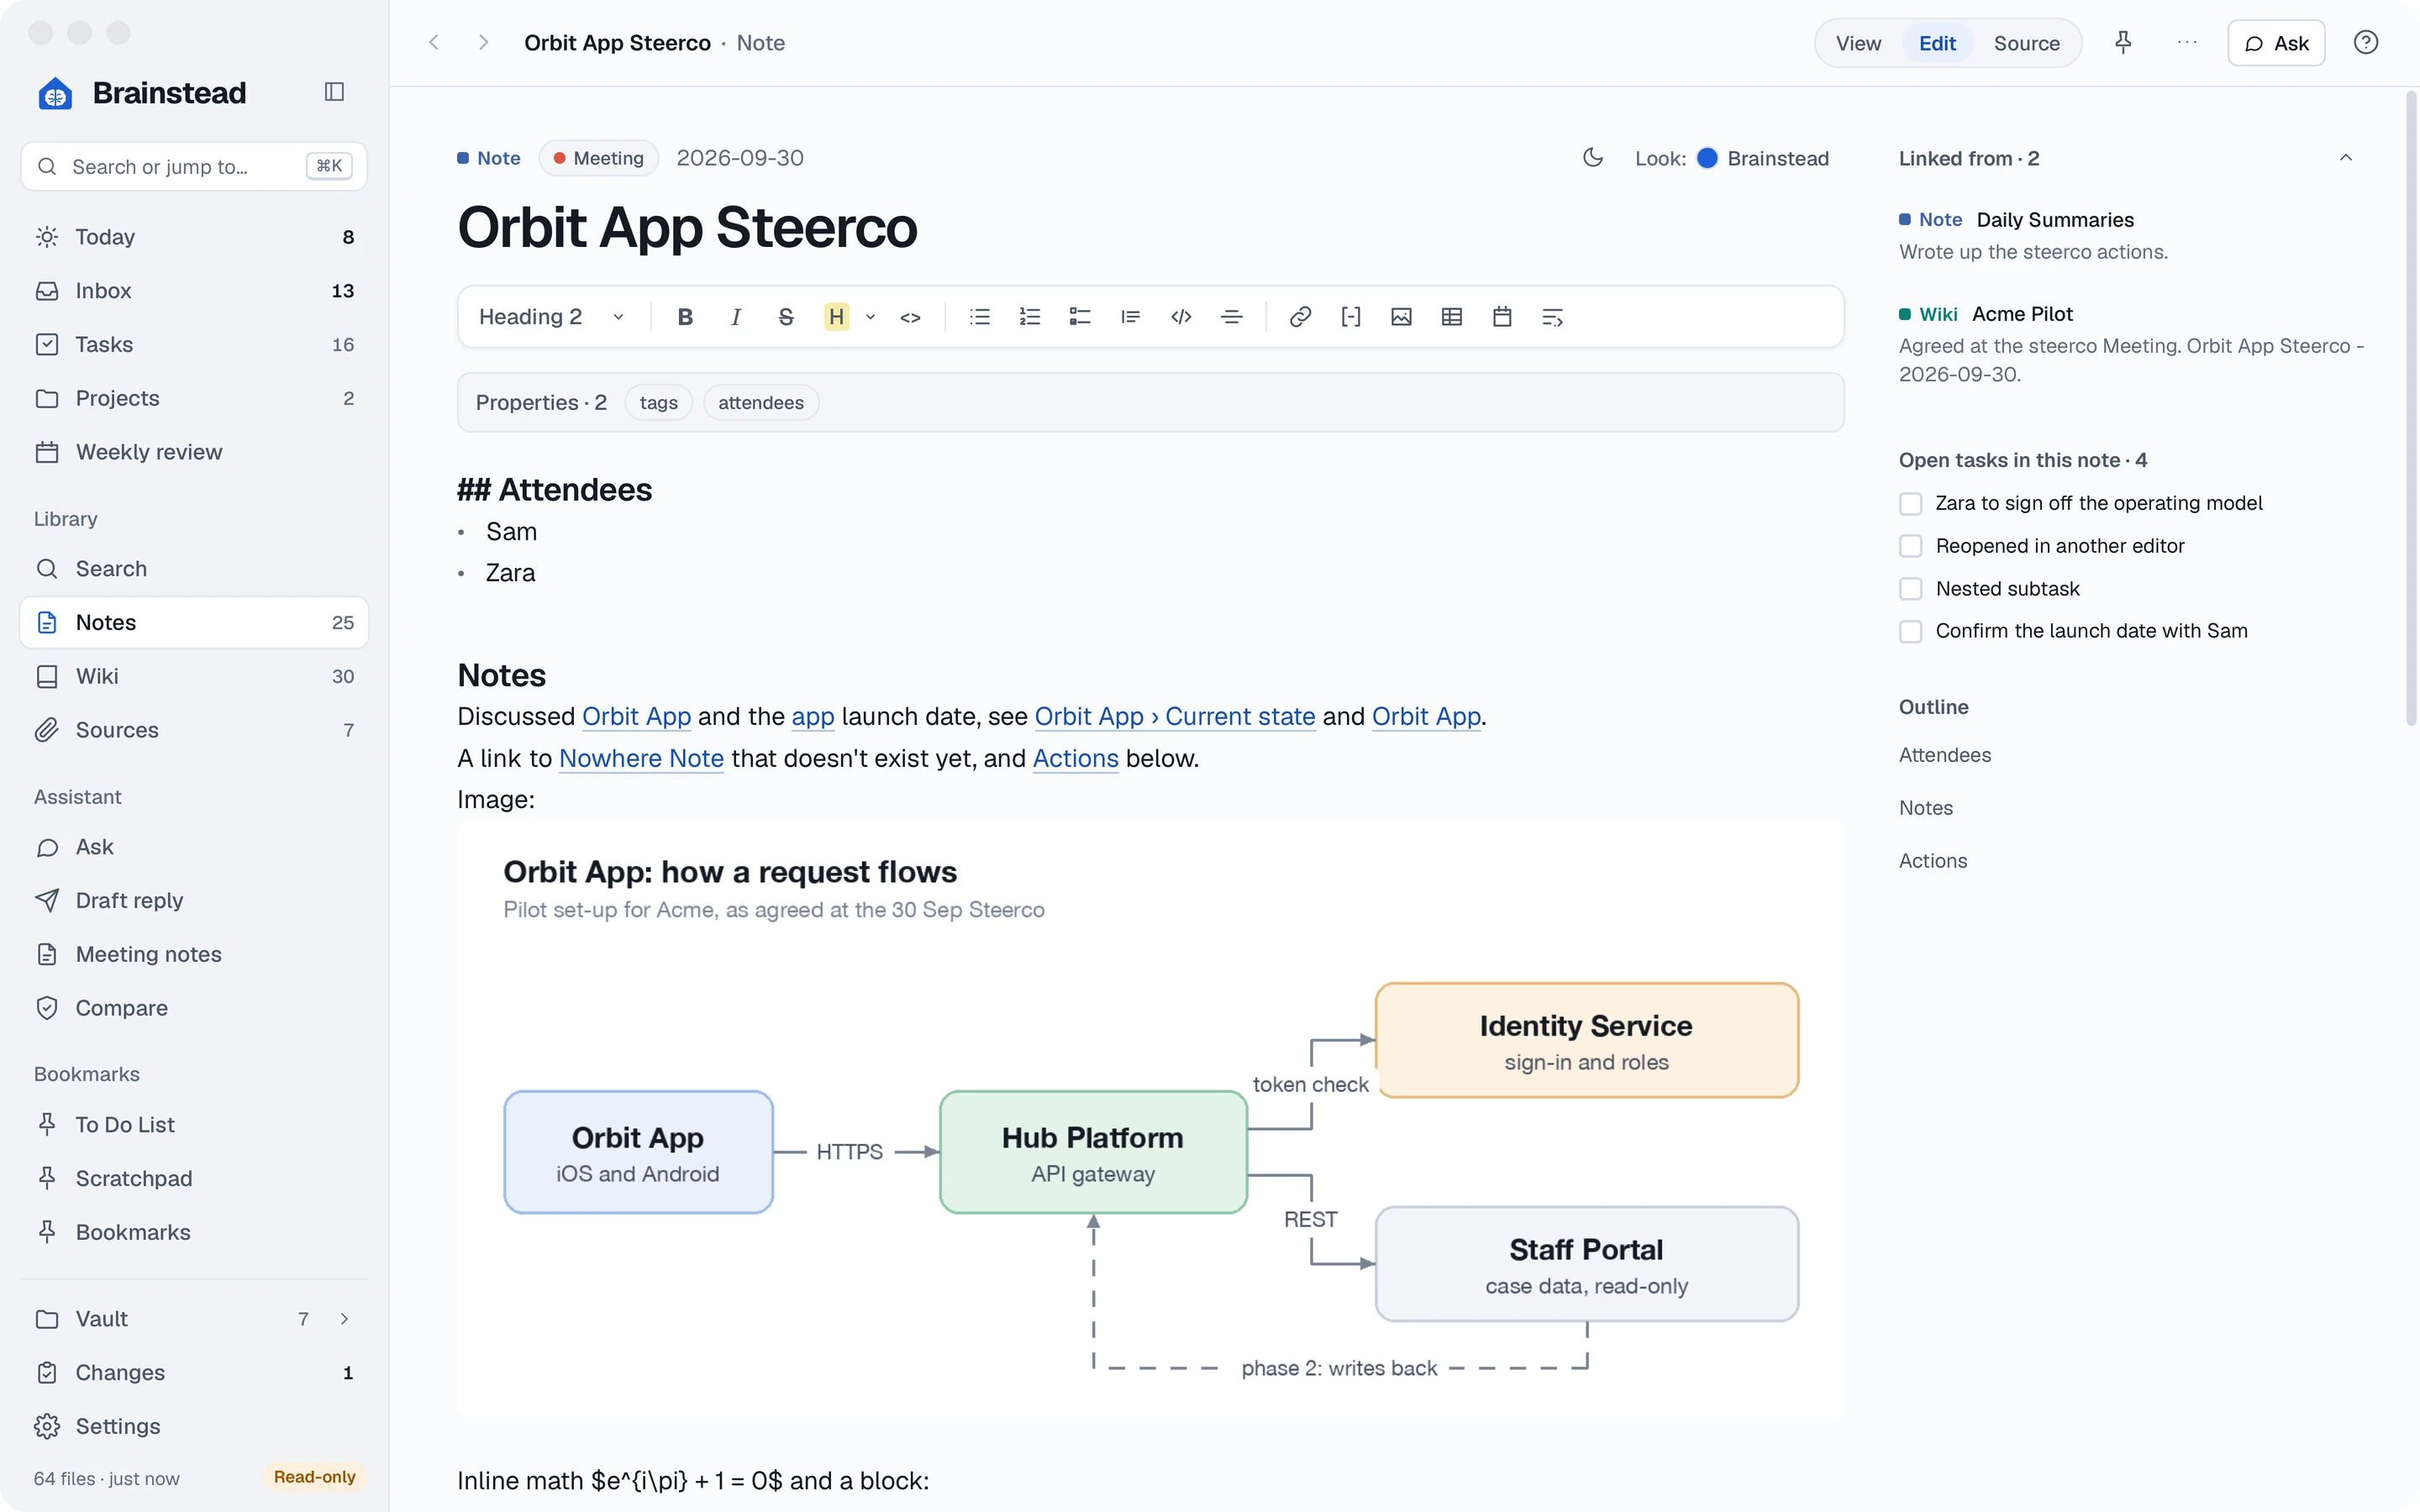 Brainstead
Search or jump to... ⌘K
Today 8
Inbox 13
Tasks 16
Projects 2
Weekly review
Library
Search
Notes 25
Wiki 30
Sources 7
Assistant
Ask
Draft reply
Meeting notes
Compare
Bookmarks
To Do List
Scratchpad
Bookmarks
Vault 7
Changes 1
Settings
64 files · just now Read-only
Orbit App Steerco · Note
View Edit Source Ask
Note Meeting 2026-09-30 Look: Brainstead
Orbit App Steerco
Heading 2 B I S H <>
Properties · 2 tags attendees
## Attendees
• Sam
• Zara
Notes
Discussed Orbit App and the app launch date, see Orbit App › Current state and Orbit App.
A link to Nowhere Note that doesn't exist yet, and Actions below.
Image:
Orbit App: how a request flows
Pilot set-up for Acme, as agreed at the 30 Sep Steerco
Orbit App
iOS and Android
HTTPS
Hub Platform
API gateway
token check
Identity Service
sign-in and roles
REST
Staff Portal
case data, read-only
phase 2: writes back
Inline math $e^{i\pi} + 1 = 0$ and a block:
Linked from · 2
Note Daily Summaries
Wrote up the steerco actions.
Wiki Acme Pilot
Agreed at the steerco Meeting. Orbit App Steerco -
2026-09-30.
Open tasks in this note · 4
Zara to sign off the operating model
Reopened in another editor
Nested subtask
Confirm the launch date with Sam
Outline
Attendees
Notes
Actions